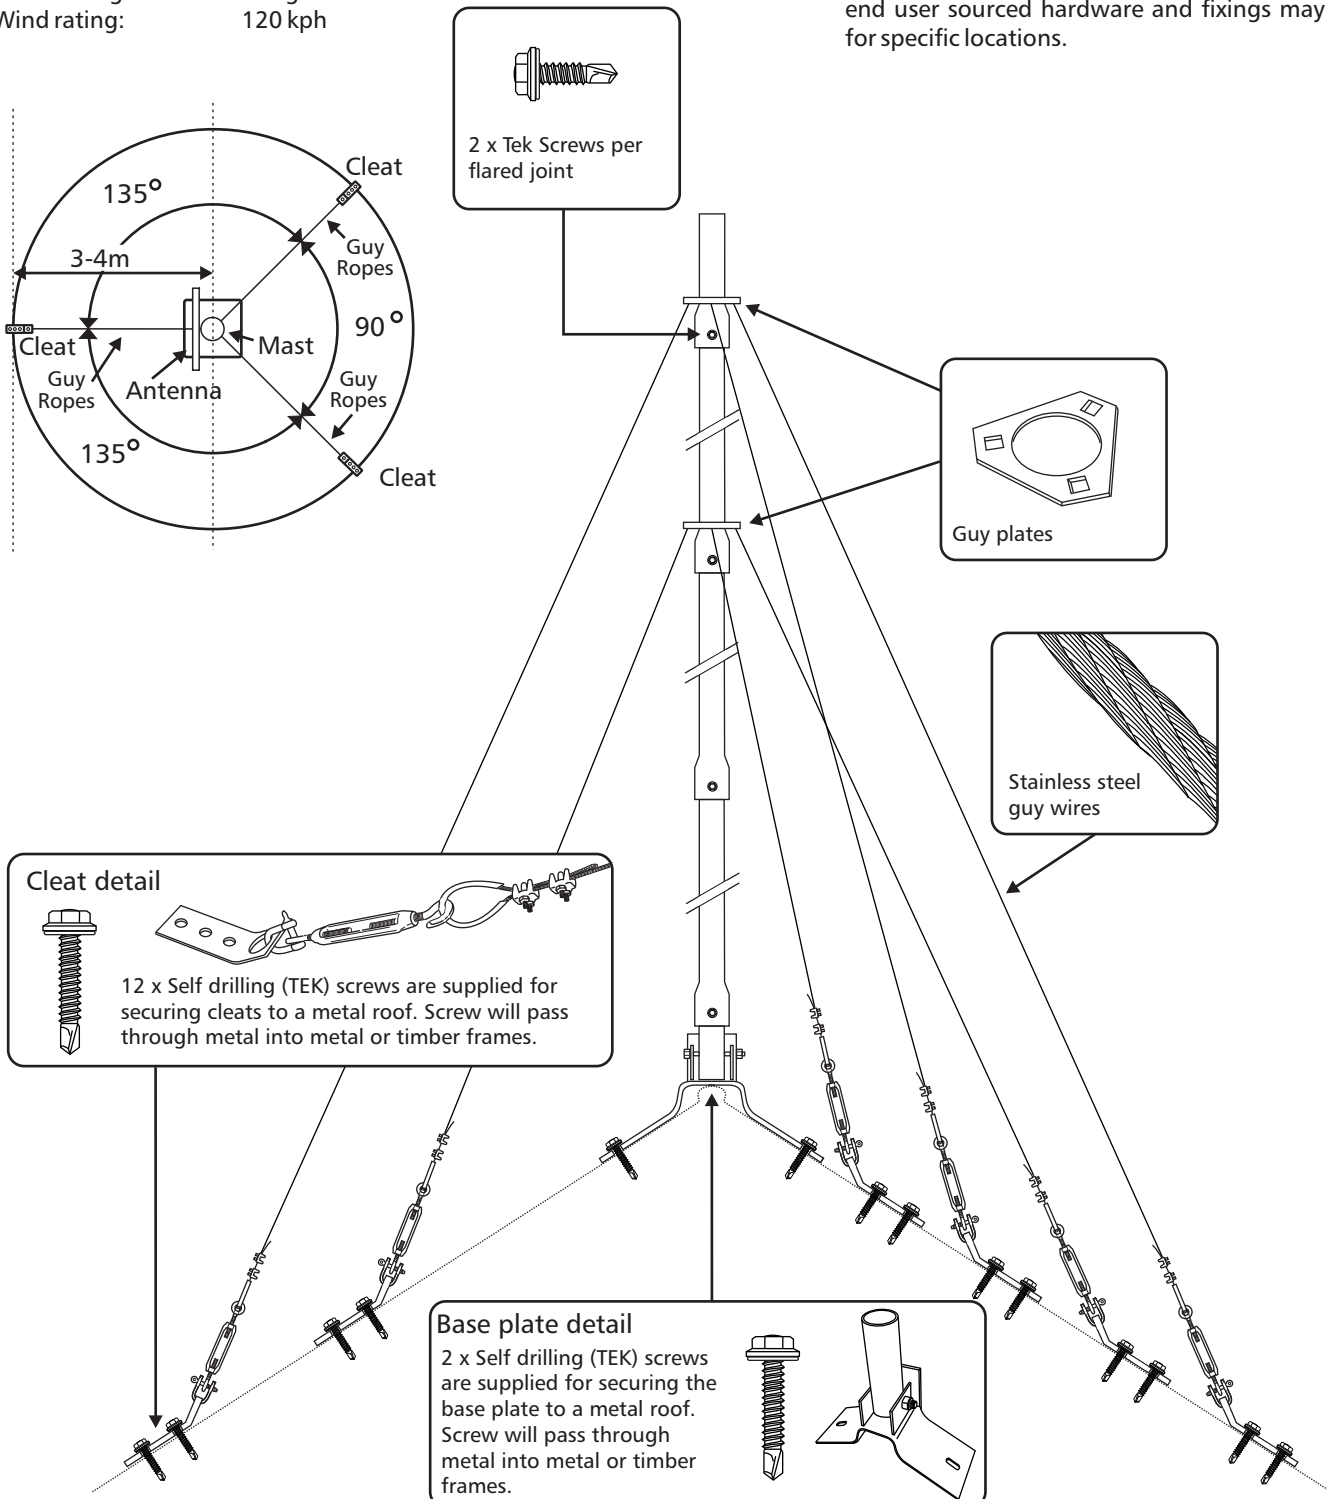 Wind rating: 120 kph
end user sourced hardware and fixings may
for specific locations.
2 x Tek Screws per
flared joint
135°
Cleat
Guy
Ropes
3-4m
90°
Cleat
Mast
Guy
Ropes
Antenna
Guy
Ropes
135°
Cleat
Guy plates
Stainless steel
guy wires
Cleat detail
12 x Self drilling (TEK) screws are supplied for
securing cleats to a metal roof. Screw will pass
through metal into metal or timber frames.
Base plate detail
2 x Self drilling (TEK) screws
are supplied for securing the
base plate to a metal roof.
Screw will pass through
metal into metal or timber
frames.